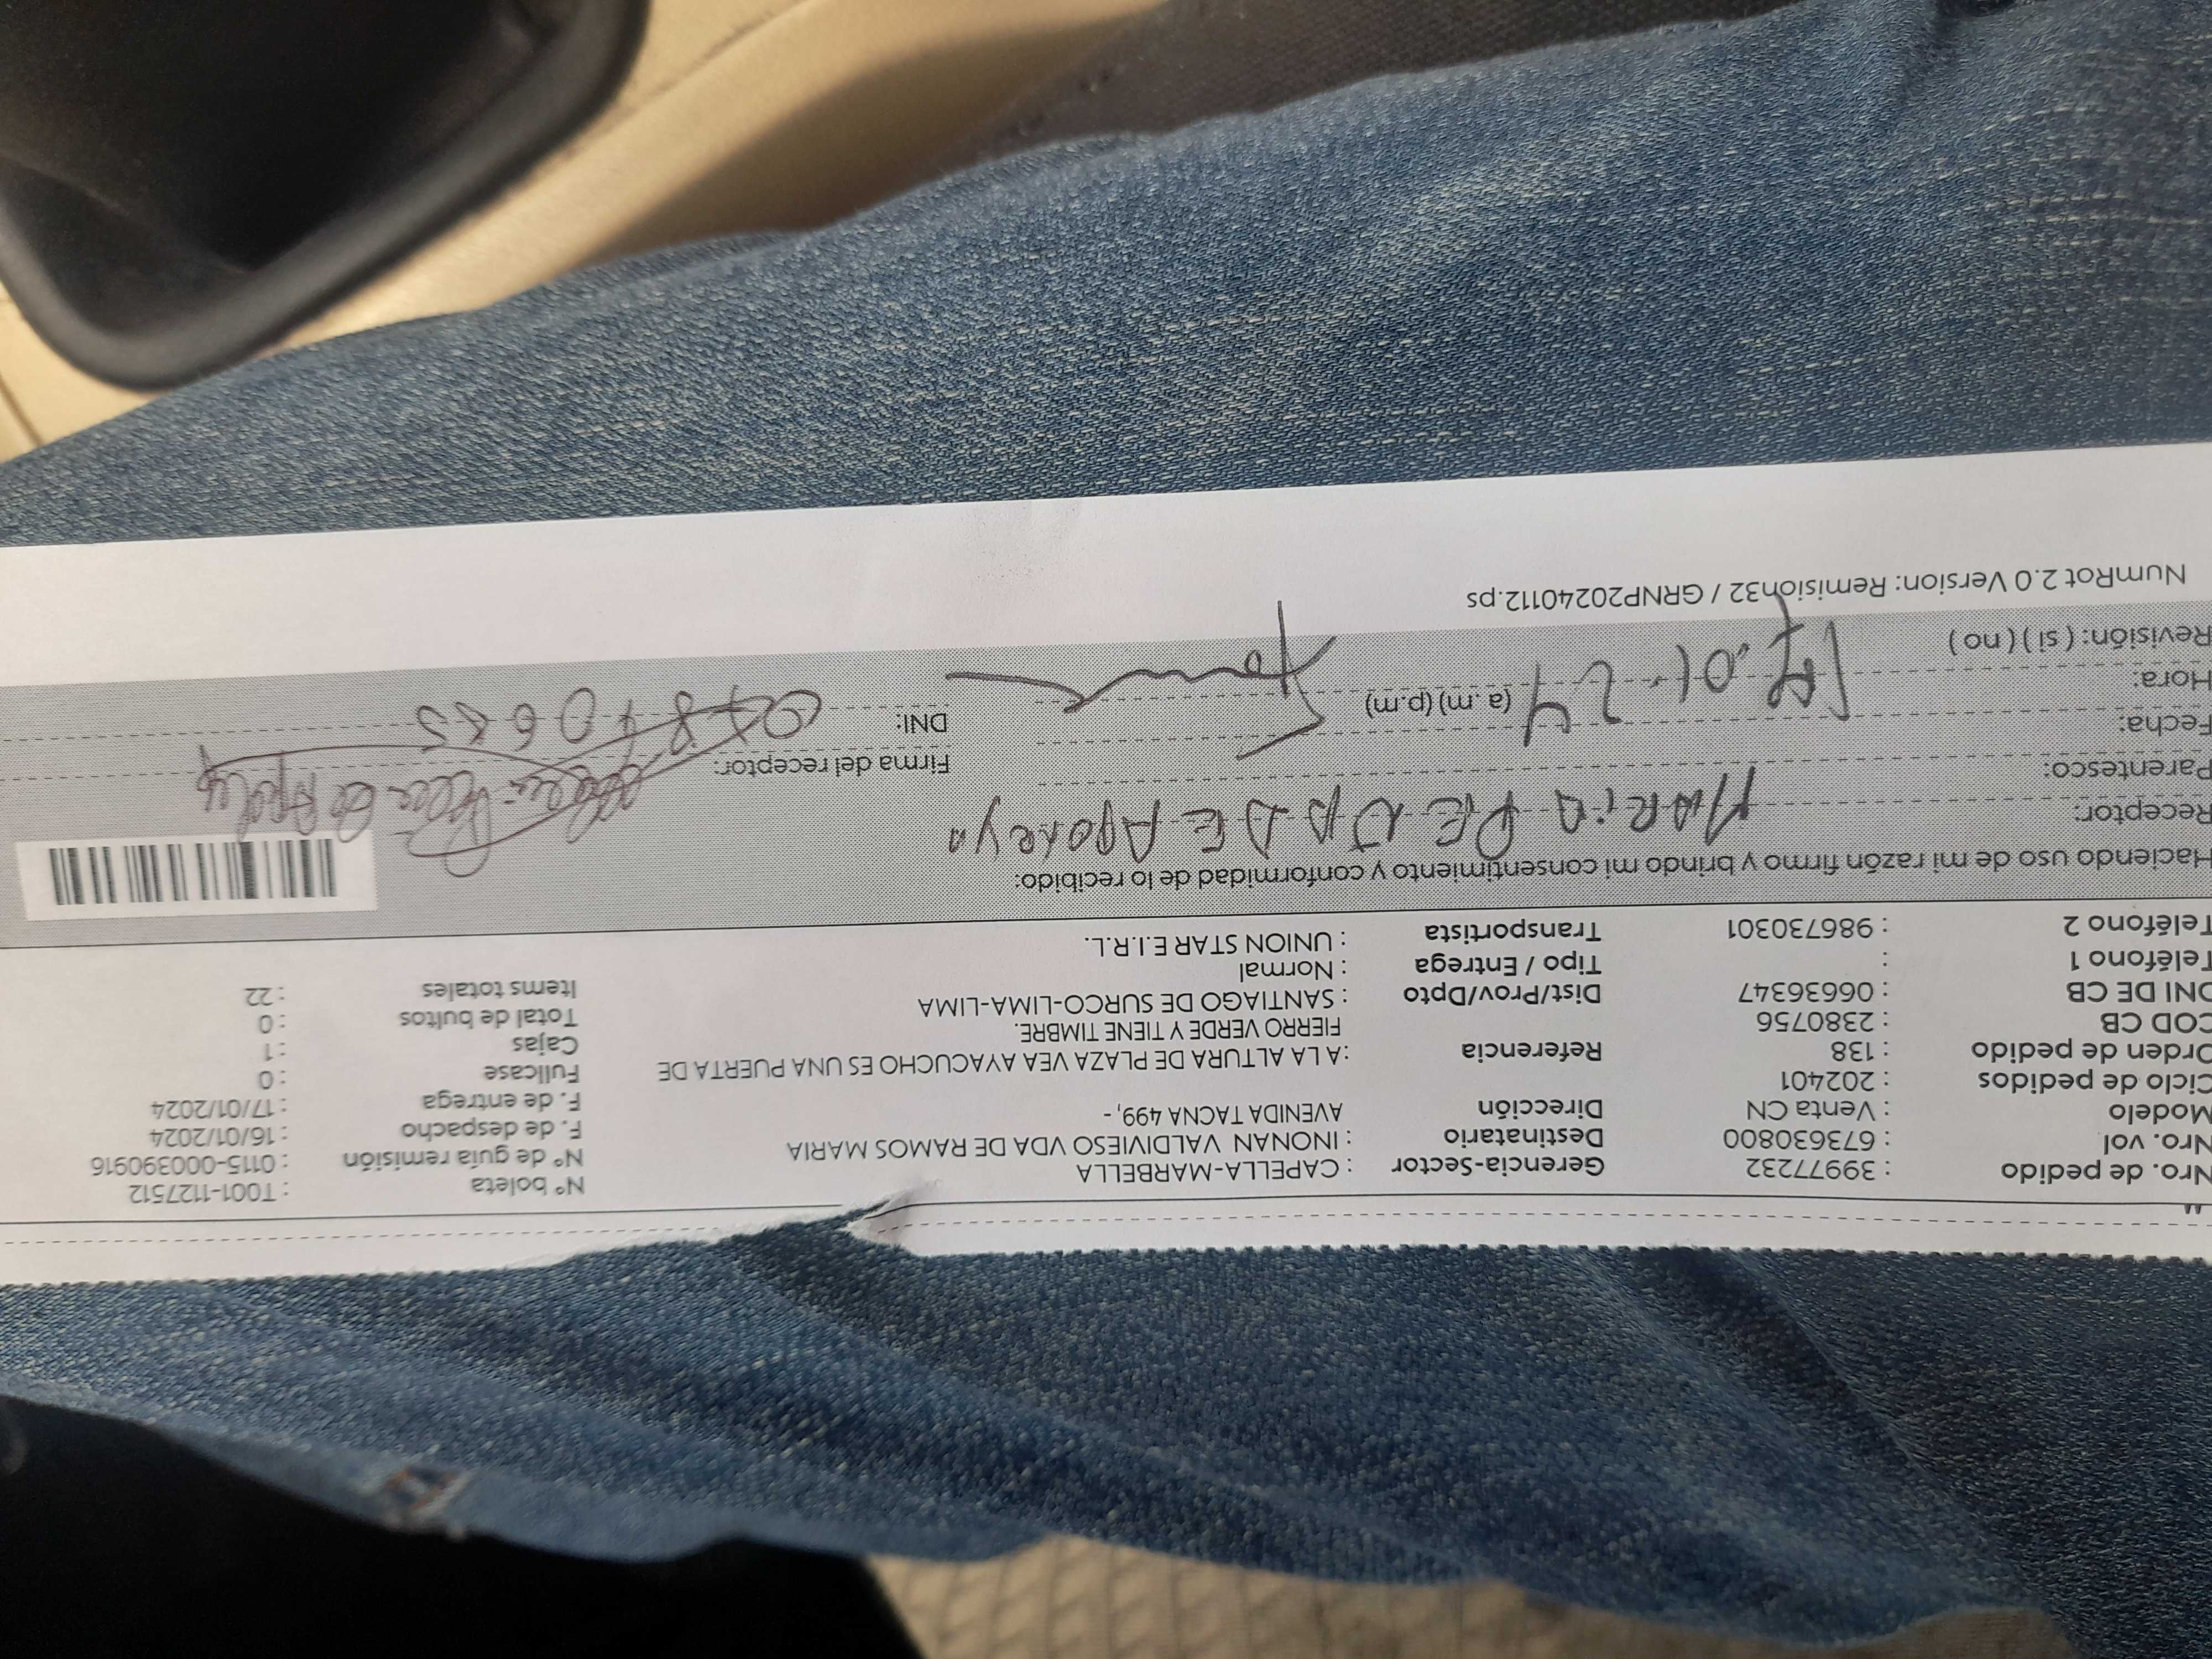 Nro. de pedido : 39977232 Gerencia-Sector : CAPELLA-MARBELLA Nº boleta : T001-1127512
Nro. vol : 673630800 Destinatario : INONAN VALDIVIESO VDA DE RAMOS MARIA Nº de guía remisión : 0115-000390916
Modelo : Venta CN Dirección AVENIDA TACNA 499, - F. de despacho : 16/01/2024
Ciclo de pedidos : 202401 F. de entrega : 17/01/2024
Orden de pedido : 138 Referencia : A LA ALTURA DE PLAZA VEA AYACUCHO ES UNA PUERTA DE Fullcase : 0
COD CB : 2380756 FIERRO VERDE Y TIENE TIMBRE. Cajas : 1
DNI DE CB : 06636347 Dist/Prov/Dpto : SANTIAGO DE SURCO-LIMA-LIMA Total de bultos : 0
Teléfono 1 : Tipo / Entrega : Normal Items totales : 22
Teléfono 2 : 986730301 Transportista : UNION STAR E.I.R.L.
Haciendo uso de mi razón firmo y brindo mi consentimiento y conformidad de lo recibido:
Receptor: MARIA PEÑA DE
Parentesco: Firma del receptor:
Fecha: 17.01.24 DNI:
Hora: (a. m) (p.m)
Revisión: ( si ) ( no )
NumRot 2.0 Version: Remision32 / GRNP20240112.ps